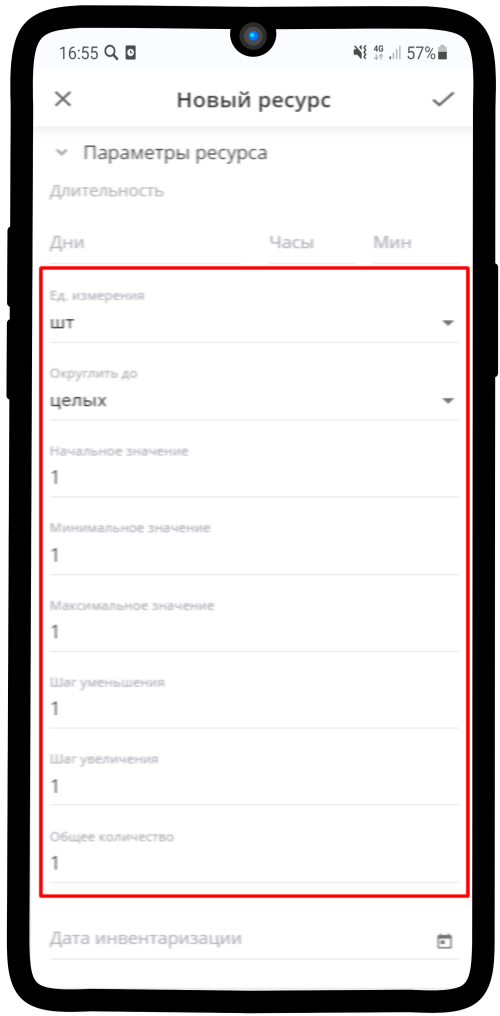 16:55 4G 57%
Новый ресурс
Параметры ресурса
Длительность
Дни Часы Мин
Ед. измерения
шт
Округлить до
целых
Начальное значение
1
Минимальное значение
1
Максимальное значение
1
Шаг уменьшения
1
Шаг увеличения
1
Общее количество
1
Дата инвентаризации